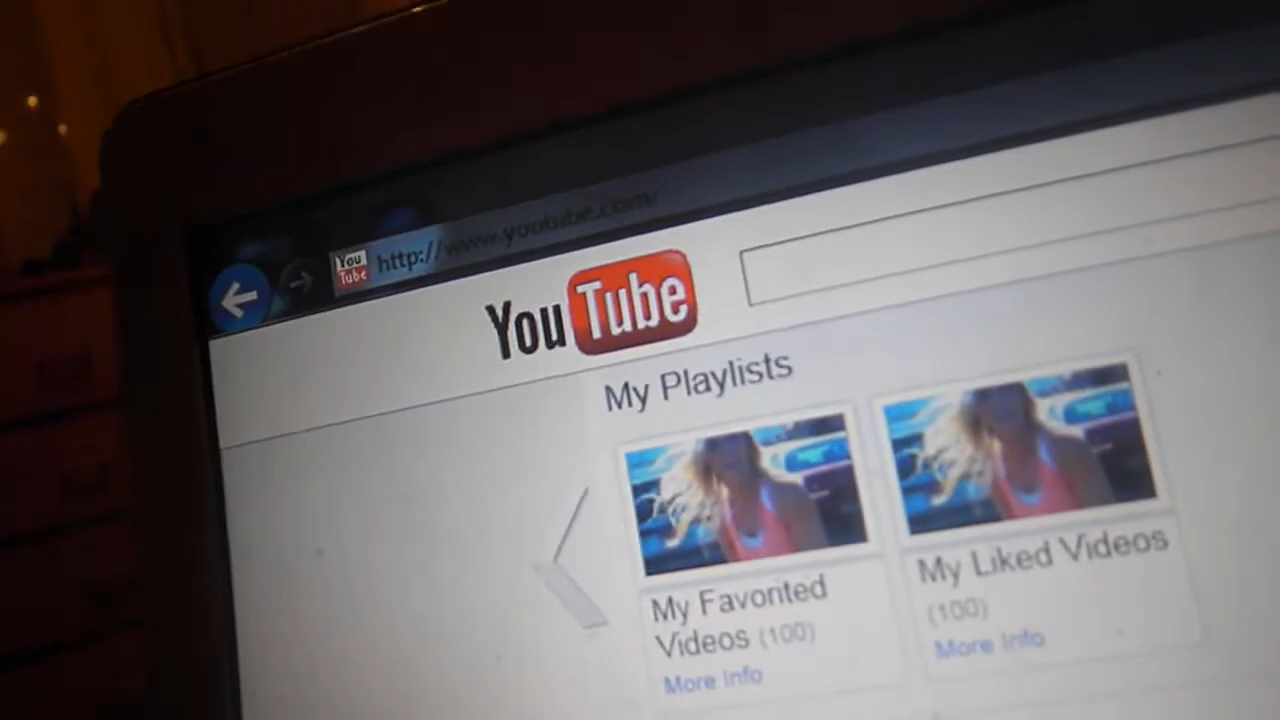 You
Tube
http://www.youtube.com/
YouTube
My Playlists
My Favorited
Videos (100)
More Info
My Liked Videos
(100)
More Info